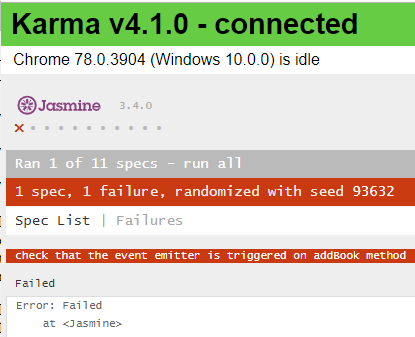 Karma v4.1.0 - connected
Chrome 78.0.3904 (Windows 10.0.0) is idle
Jasmine 3.4.0
Ran 1 of 11 specs - run all
1 spec, 1 failure, randomized with seed 93632
Spec List | Failures
check that the event emitter is triggered on addBook method
Failed
Error: Failed
at <Jasmine>